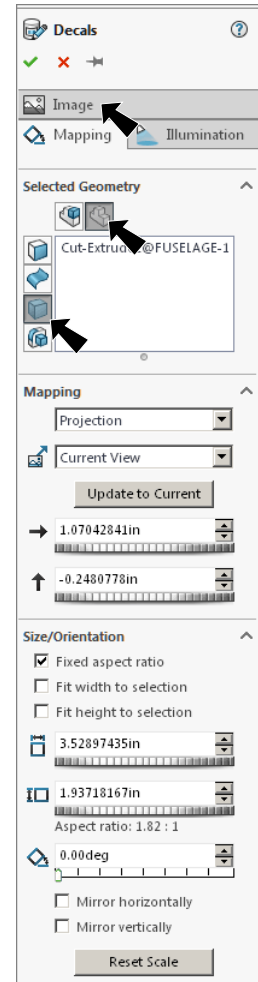 Decals
Image
Mapping
Illumination
Selected Geometry
@FUSELAGE-1
Mapping
Projection
Current View
Update to Current
1.07042841in
-0.2480778in
Size/Orientation
Fixed aspect ratio
Fit width to selection
Fit height to selection
3.52897435in
1.93718167in
Aspect ratio: 1.82 : 1
0.00deg
Mirror horizontally
Mirror vertically
Reset Scale